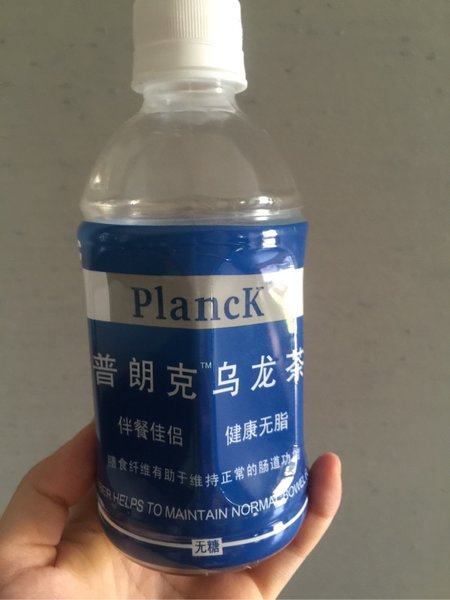 PlancK
普朗克™乌龙茶
伴餐佳侣 健康无脂
膳食纤维有助于维持正常的肠道功
HELPS TO MAINTAIN NORMAL BOWEL
无糖